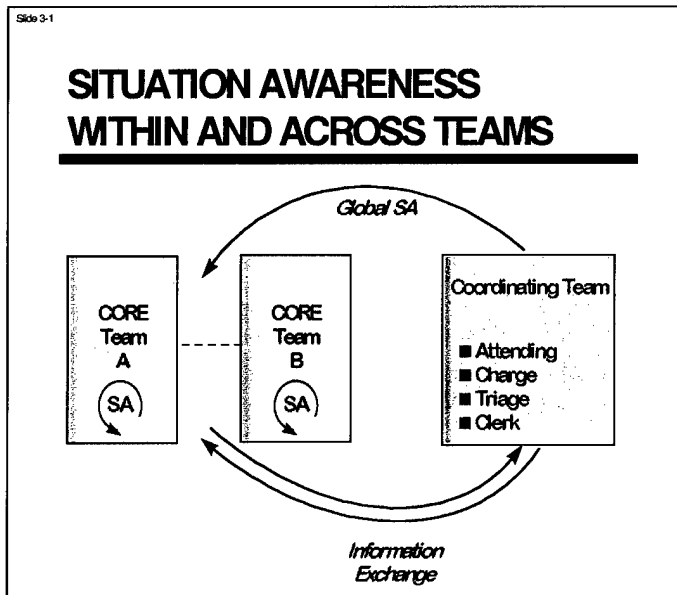 Slide 3-1
SITUATION AWARENESS
WITHIN AND ACROSS TEAMS
Global SA
CORE
Team
A
SA
CORE
Team
B
SA
Coordinating Team
■ Attending
■ Charge
■ Triage
■ Clerk
Information
Exchange